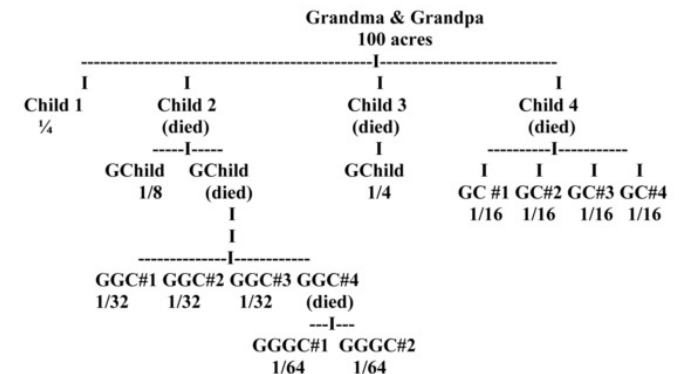 Grandma & Grandpa
100 acres
----------------------------------------------I----------------------------
I I I I
Child 1 Child 2 Child 3 Child 4
¼ (died) (died) (died)
-----I----- I ----------I-----------
GChild GChild GChild I I I I
1/8 (died) 1/4 GC #1 GC#2 GC#3 GC#4
I 1/16 1/16 1/16 1/16
I
--------------I------------
GGC#1 GGC#2 GGC#3 GGC#4
1/32 1/32 1/32 (died)
---I---
GGGC#1 GGGC#2
1/64 1/64